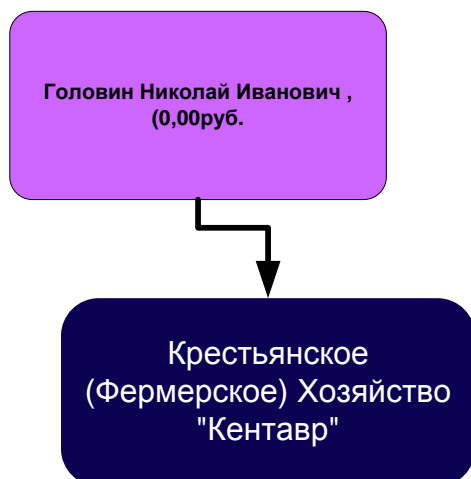 Головин Николай Иванович ,
(0,00руб.
Крестьянское
(Фермерское) Хозяйство
"Кентавр"